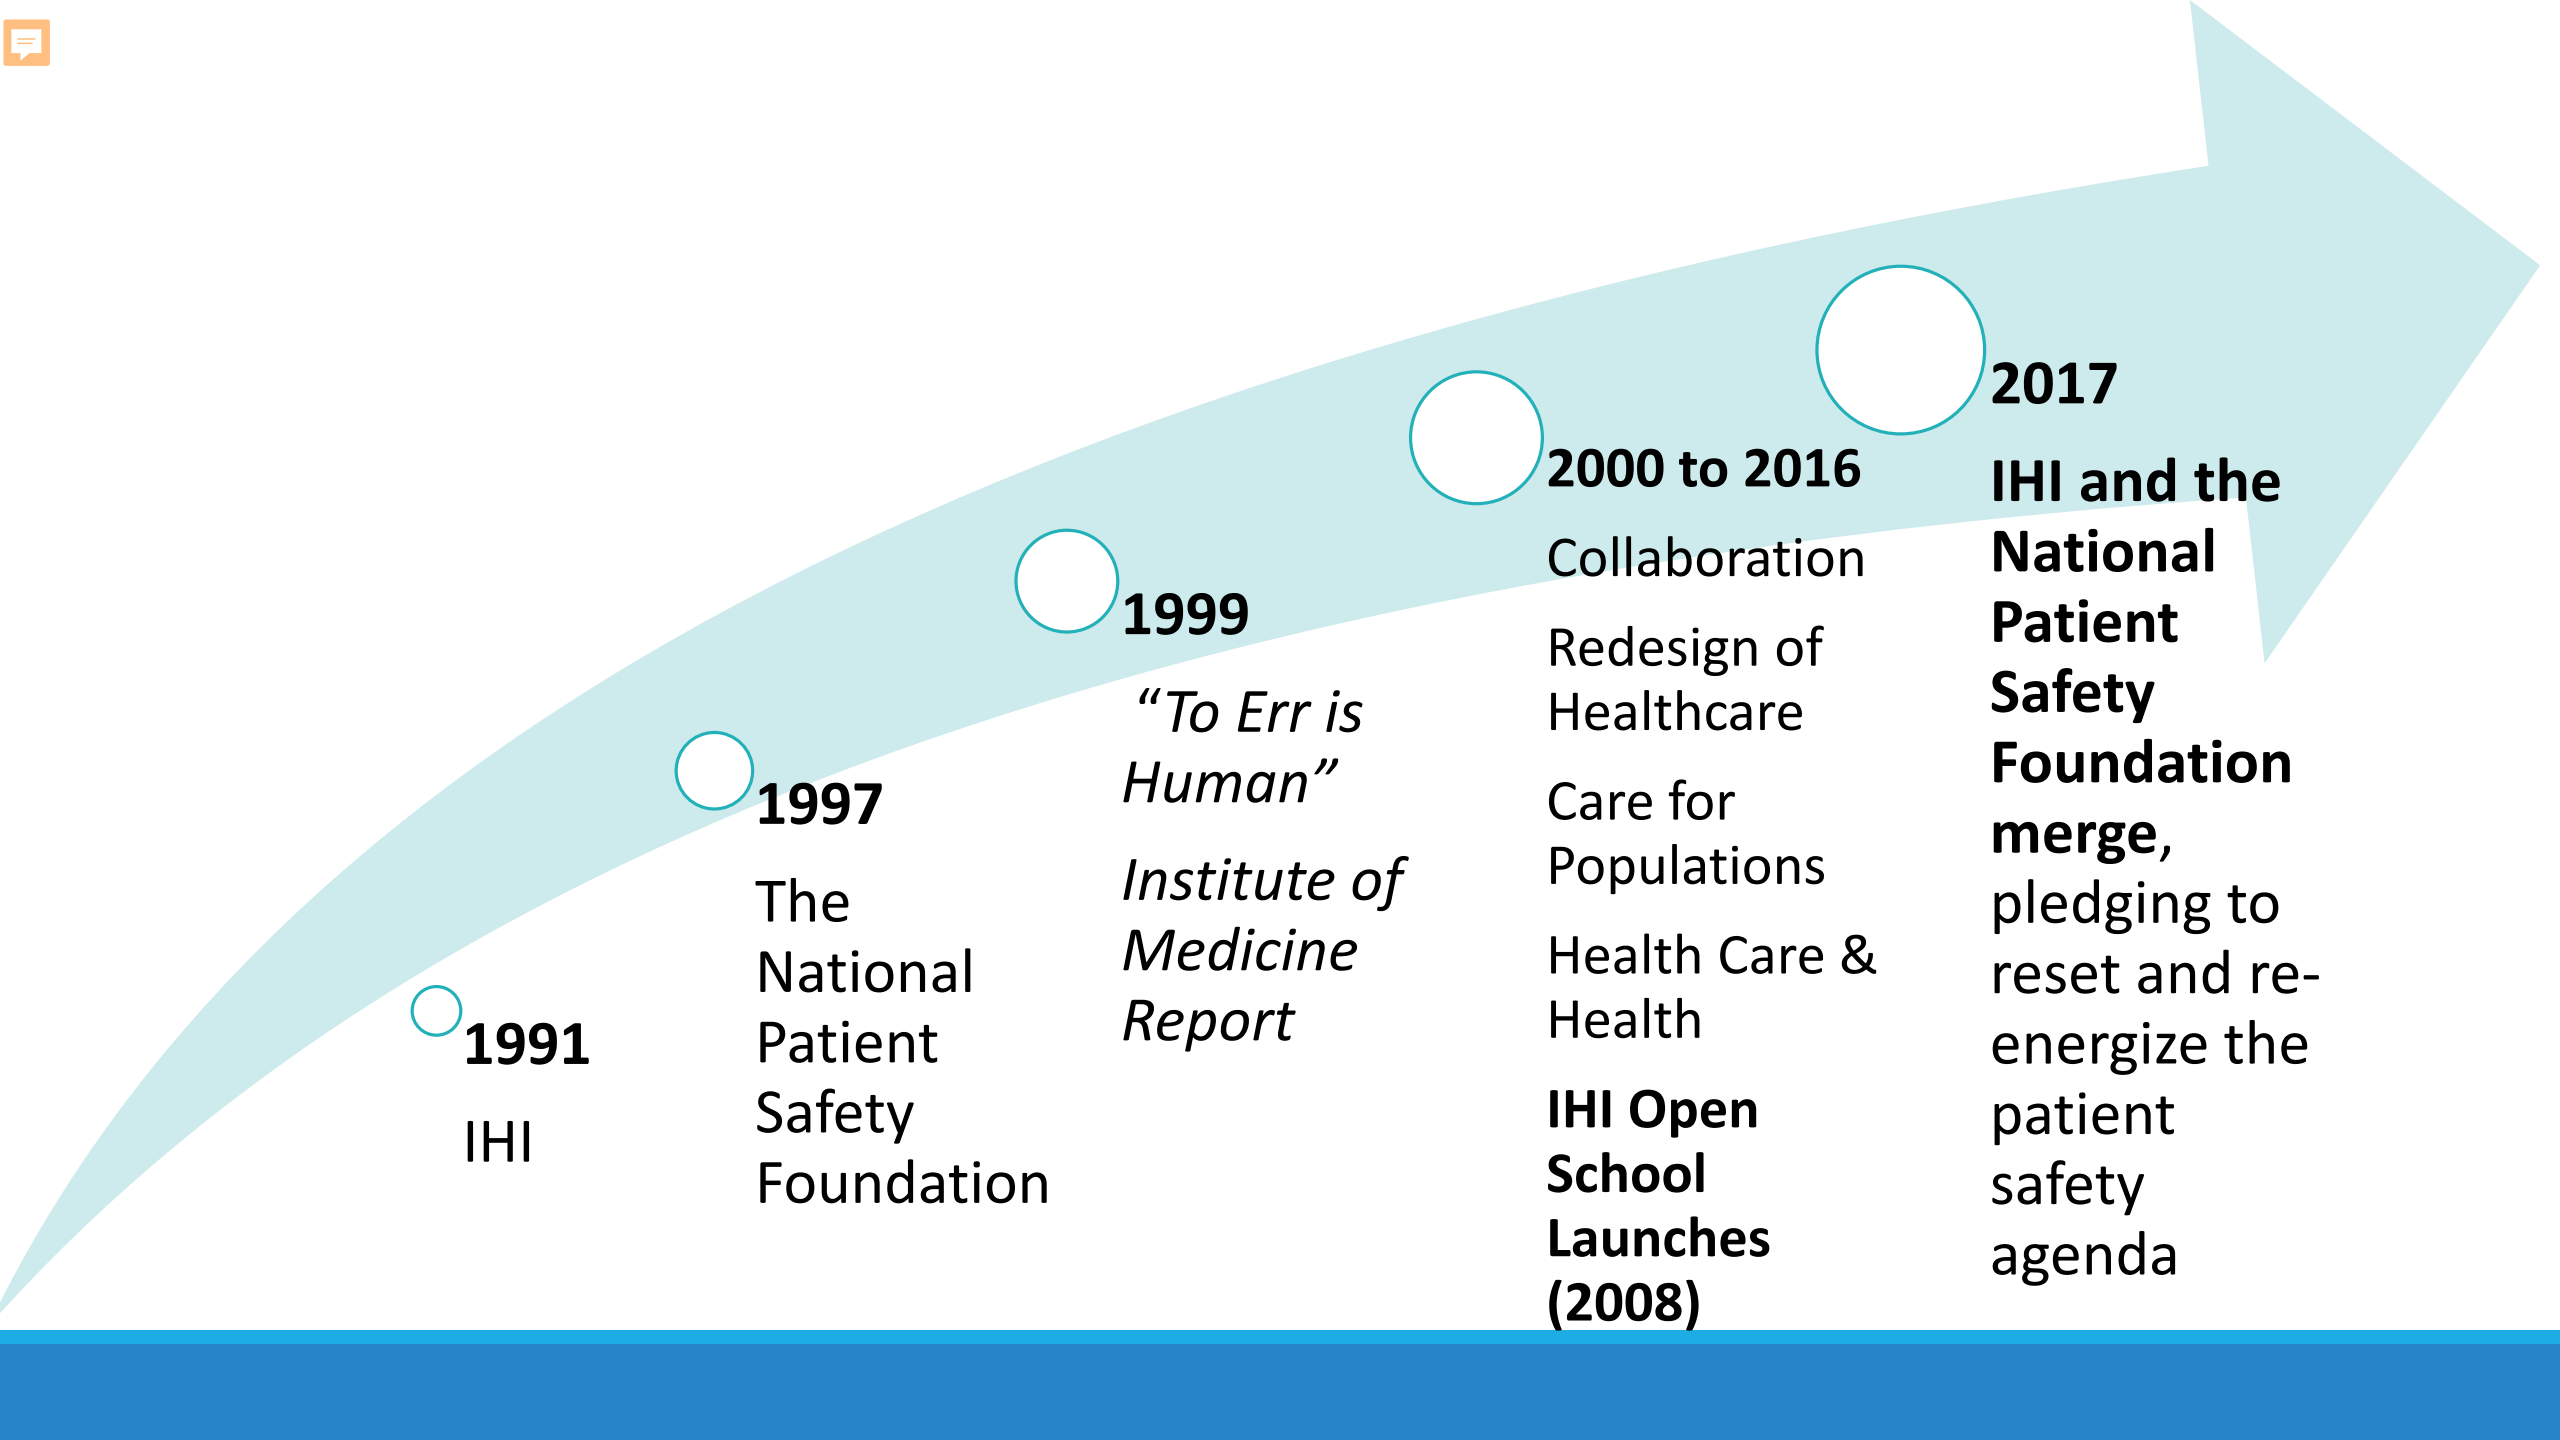 1991
IHI
1997
The
National
Patient
Safety
Foundation
1999
“To Err is
Human”
Institute of
Medicine
Report
2000 to 2016
Collaboration
Redesign of
Healthcare
Care for
Populations
Health Care &
Health
IHI Open
School
Launches
(2008)
2017
IHI and the
National
Patient
Safety
Foundation
merge,
pledging to
reset and re-
energize the
patient
safety
agenda